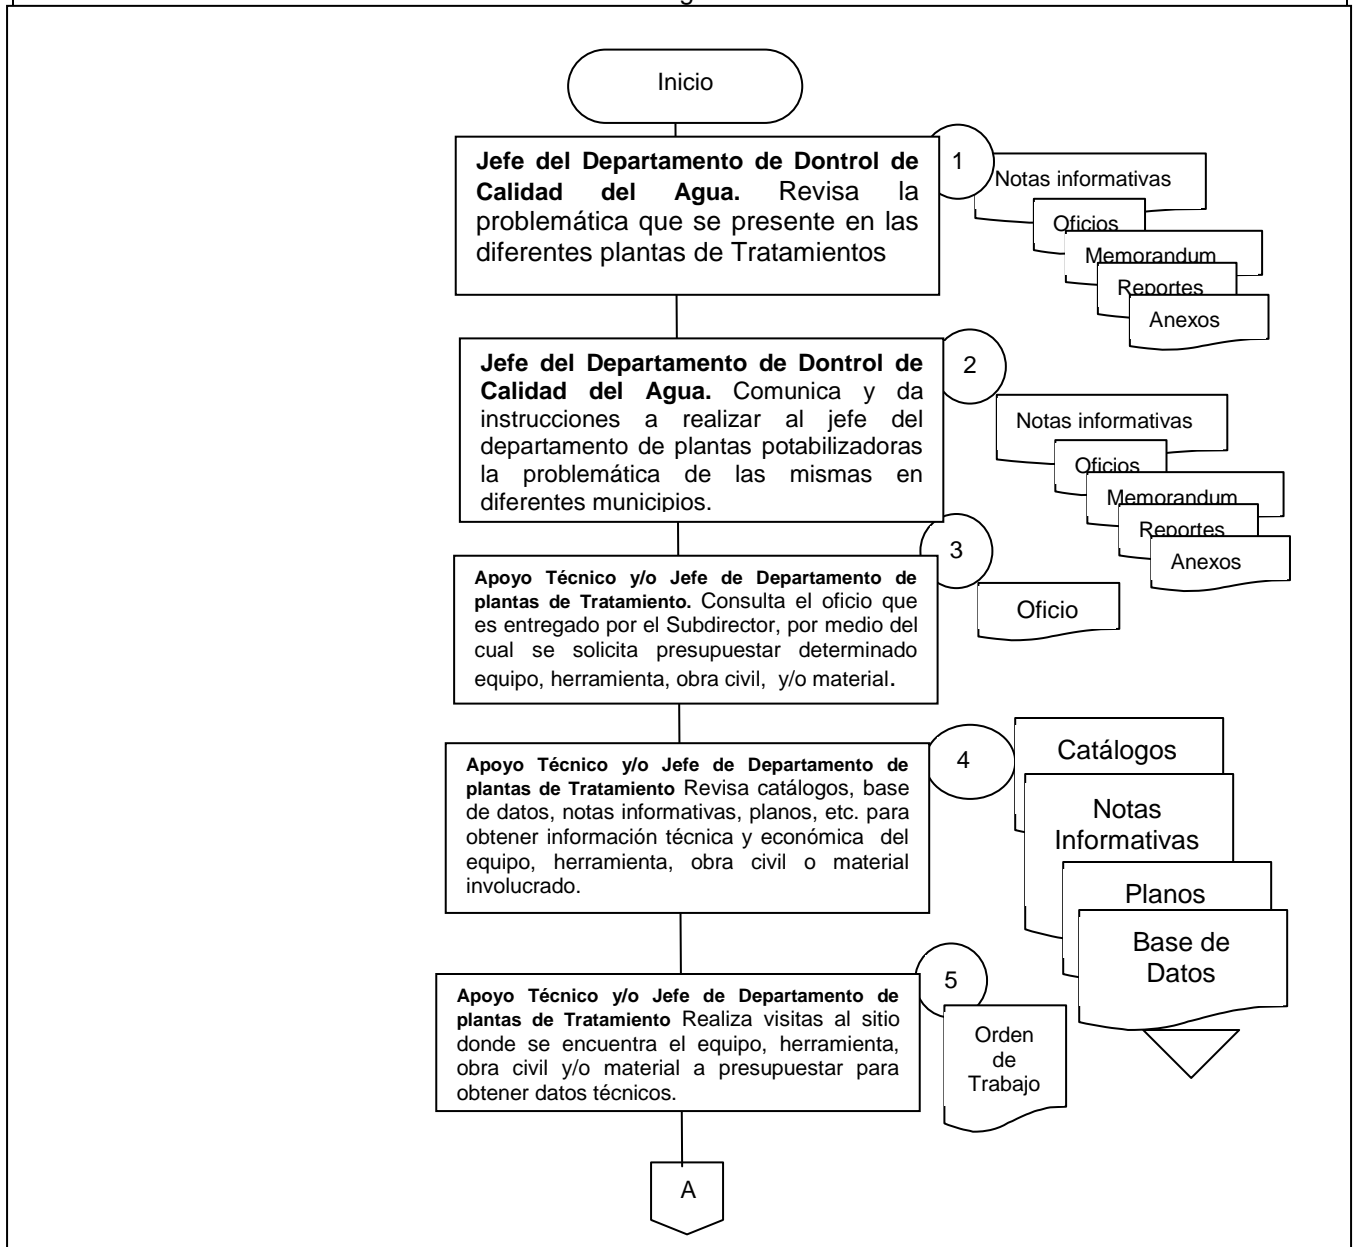 Inicio
Jefe del Departamento de Dontrol de
Calidad del Agua. Revisa la
problemática que se presente en las
diferentes plantas de Tratamientos
1
Notas informativas
Oficios
Memorandum
Reportes
Anexos
Jefe del Departamento de Dontrol de
Calidad del Agua. Comunica y da
instrucciones a realizar al jefe del
departamento de plantas potabilizadoras
la problemática de las mismas en
diferentes municipios.
2
Notas informativas
Oficios
Memorandum
Reportes
Anexos
Apoyo Técnico y/o Jefe de Departamento de
plantas de Tratamiento. Consulta el oficio que
es entregado por el Subdirector, por medio del
cual se solicita presupuestar determinado
equipo, herramienta, obra civil, y/o material.
3
Oficio
Apoyo Técnico y/o Jefe de Departamento de
plantas de Tratamiento Revisa catálogos, base
de datos, notas informativas, planos, etc. para
obtener información técnica y económica del
equipo, herramienta, obra civil o material
involucrado.
4
Catálogos
Notas
Informativas
Planos
Base de
Datos
Apoyo Técnico y/o Jefe de Departamento de
plantas de Tratamiento Realiza visitas al sitio
donde se encuentra el equipo, herramienta,
obra civil y/o material a presupuestar para
obtener datos técnicos.
5
Orden
de
Trabajo
A